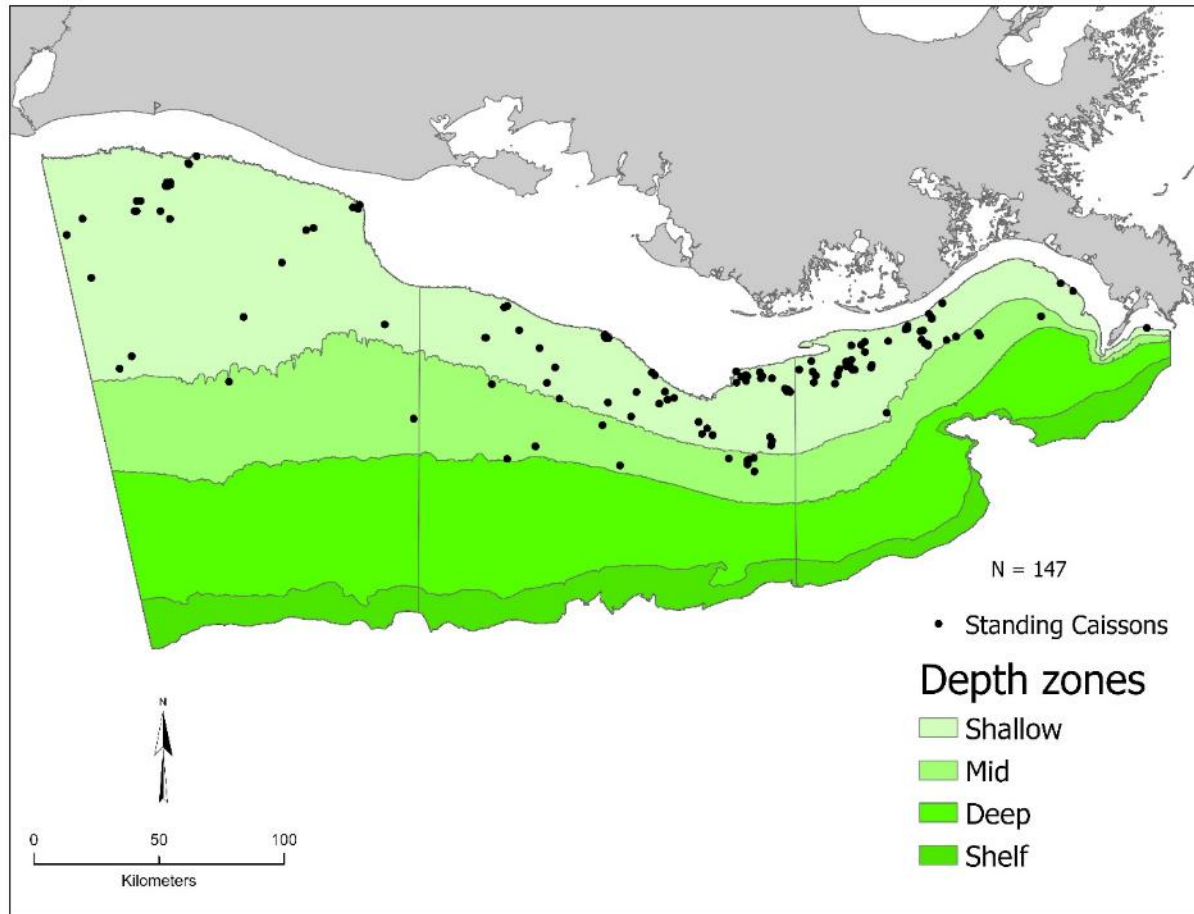 N = 147
Standing Caissons
Depth zones
Shallow
Mid
Deep
Shelf
N
0 50 100
Kilometers